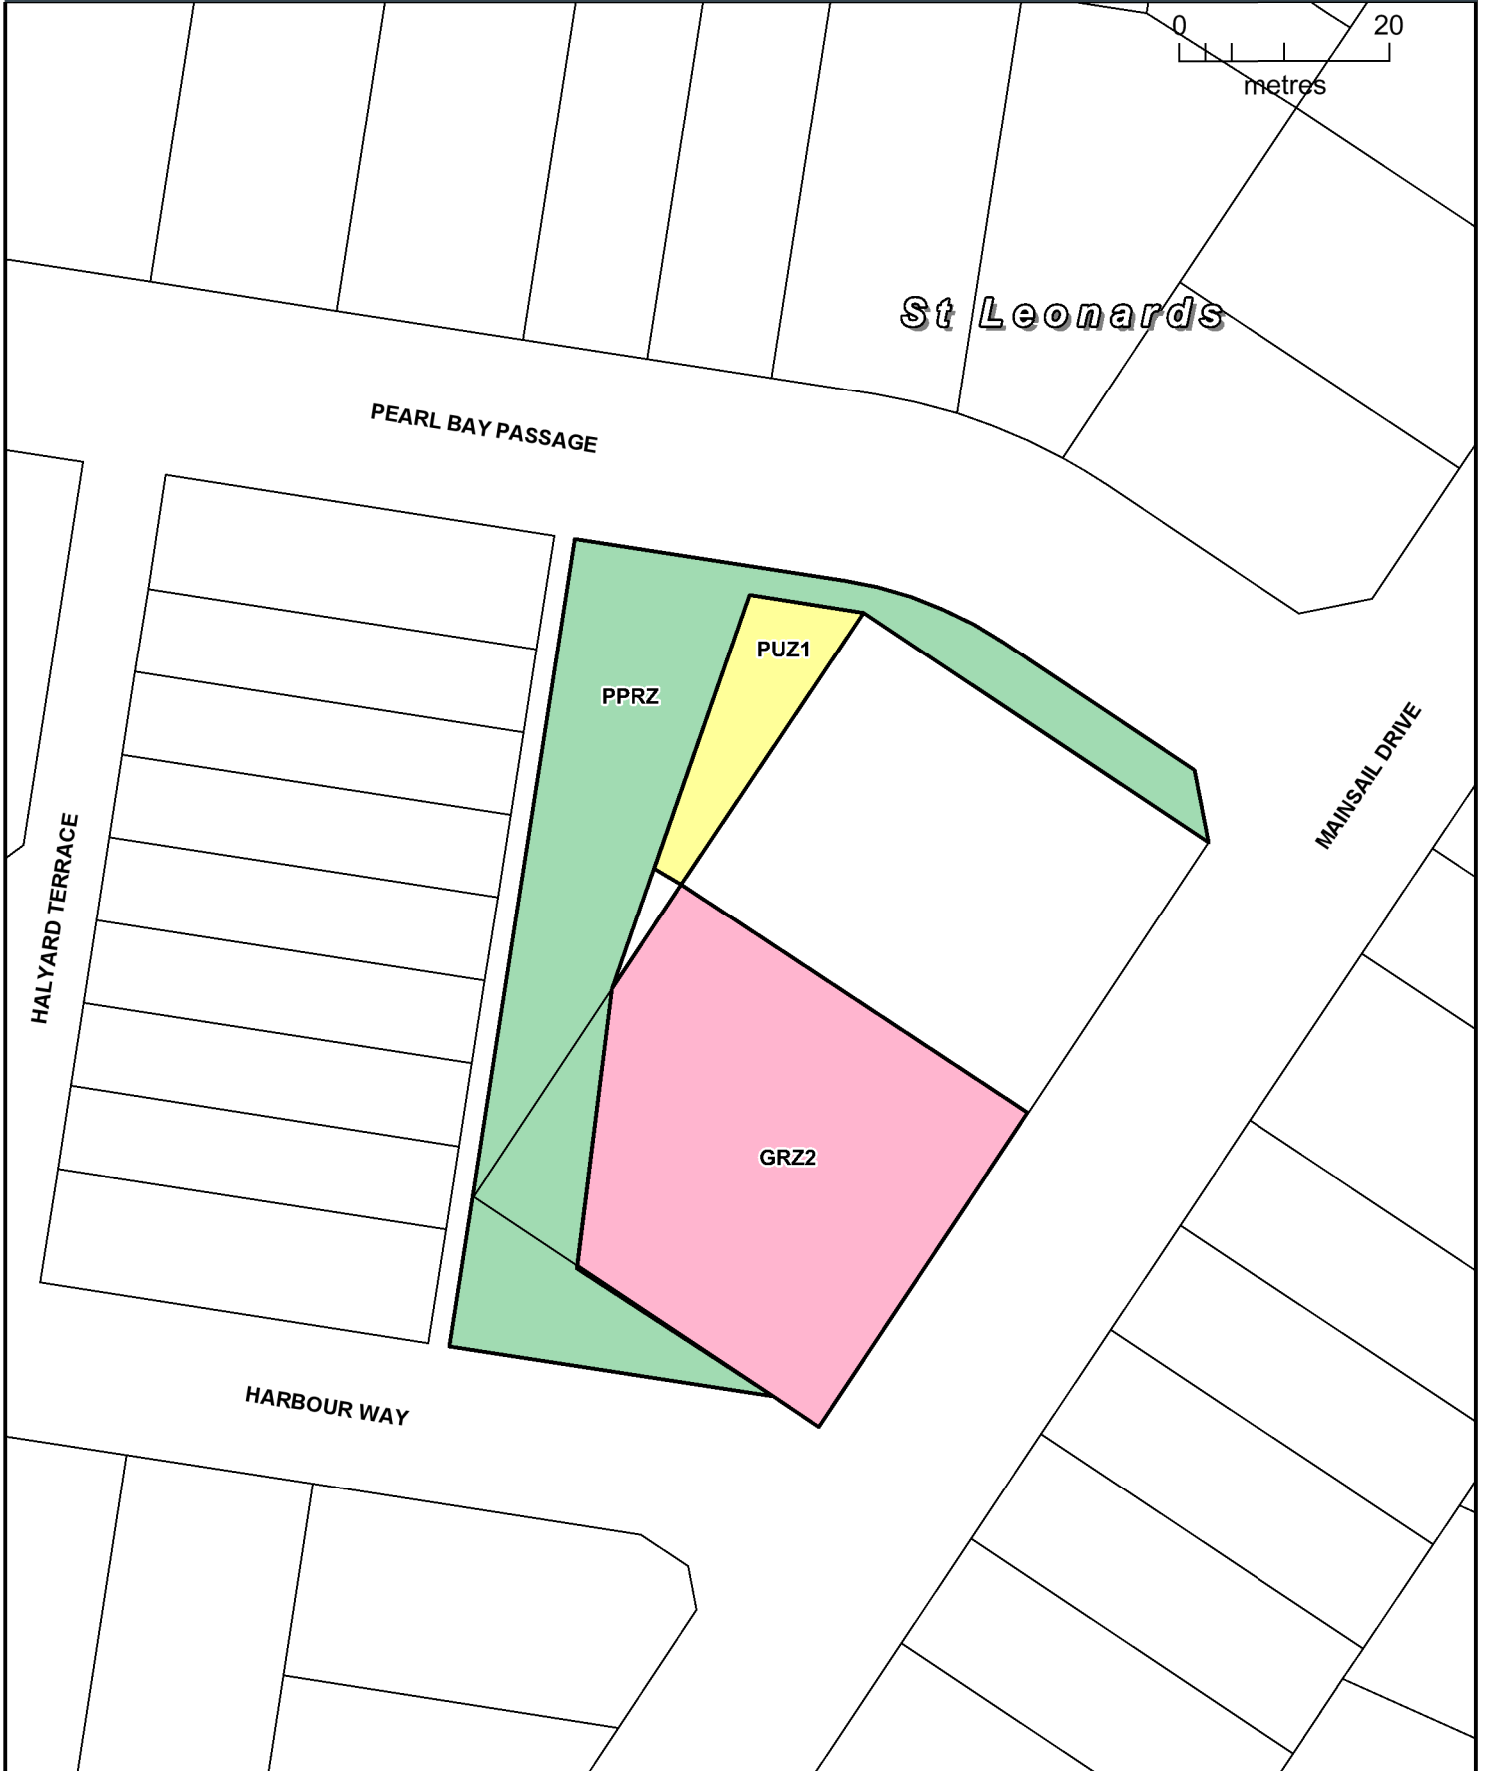 0 20
metres
St Leonards
PEARL BAY PASSAGE
PUZ1
PPRZ
MAINSAIL DRIVE
HALYARD TERRACE
GRZ2
HARBOUR WAY